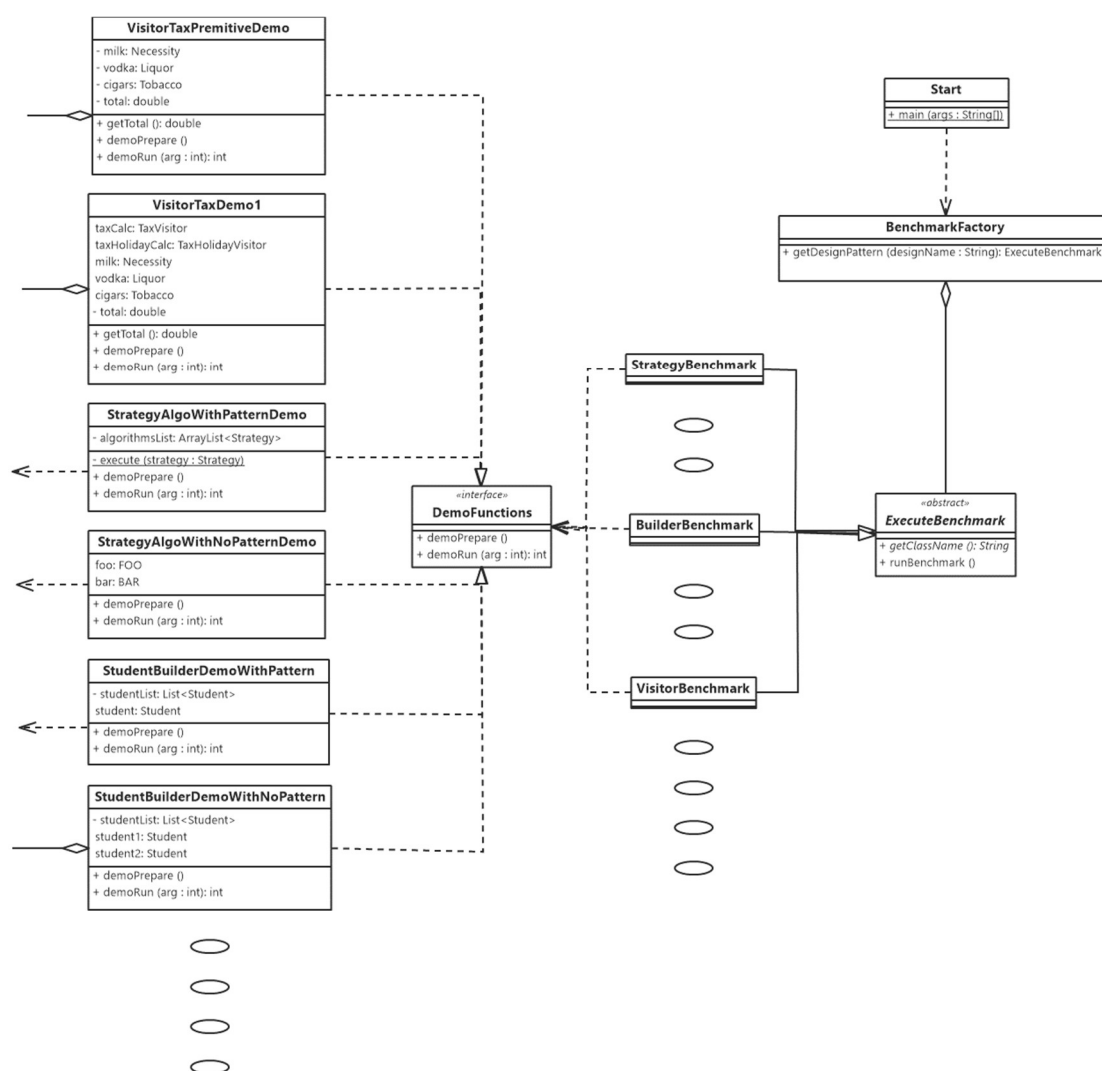 VisitorTaxPremitiveDemo
- milk: Necessity
- vodka: Liquor
- cigars: Tobacco
- total: double
+ getTotal (): double
+ demoPrepare ()
+ demoRun (arg : int): int
VisitorTaxDemo1
taxCalc: TaxVisitor
taxHolidayCalc: TaxHolidayVisitor
milk: Necessity
vodka: Liquor
cigars: Tobacco
- total: double
+ getTotal (): double
+ demoPrepare ()
+ demoRun (arg : int): int
StrategyAlgoWithPatternDemo
- algorithmsList: ArrayList<Strategy>
- execute (strategy : Strategy)
+ demoPrepare ()
+ demoRun (arg : int): int
StrategyAlgoWithNoPatternDemo
foo: FOO
bar: BAR
+ demoPrepare ()
+ demoRun (arg : int): int
StudentBuilderDemoWithPattern
- studentList: List<Student>
student: Student
+ demoPrepare ()
+ demoRun (arg : int): int
StudentBuilderDemoWithNoPattern
- studentList: List<Student>
student1: Student
student2: Student
+ demoPrepare ()
+ demoRun (arg : int): int
«interface»
DemoFunctions
+ demoPrepare ()
+ demoRun (arg : int): int
StrategyBenchmark
BuilderBenchmark
VisitorBenchmark
Start
+ main (args : String[])
BenchmarkFactory
+ getDesignPattern (designName : String): ExecuteBenchmark
«abstract»
ExecuteBenchmark
+ getClassName (): String
+ runBenchmark ()